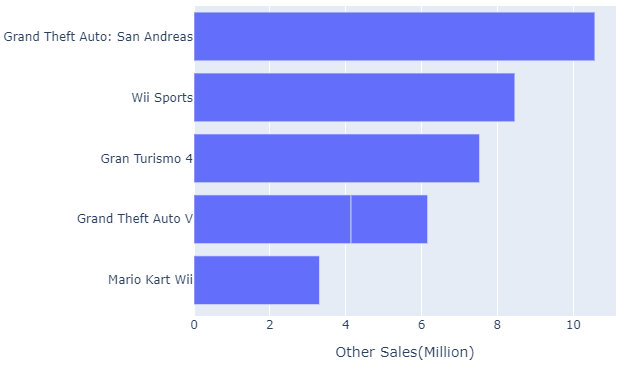 Grand Theft Auto: San Andreas
Wii Sports
Gran Turismo 4
Grand Theft Auto V
Mario Kart Wii
0 2 4 6 8 10
Other Sales(Million)